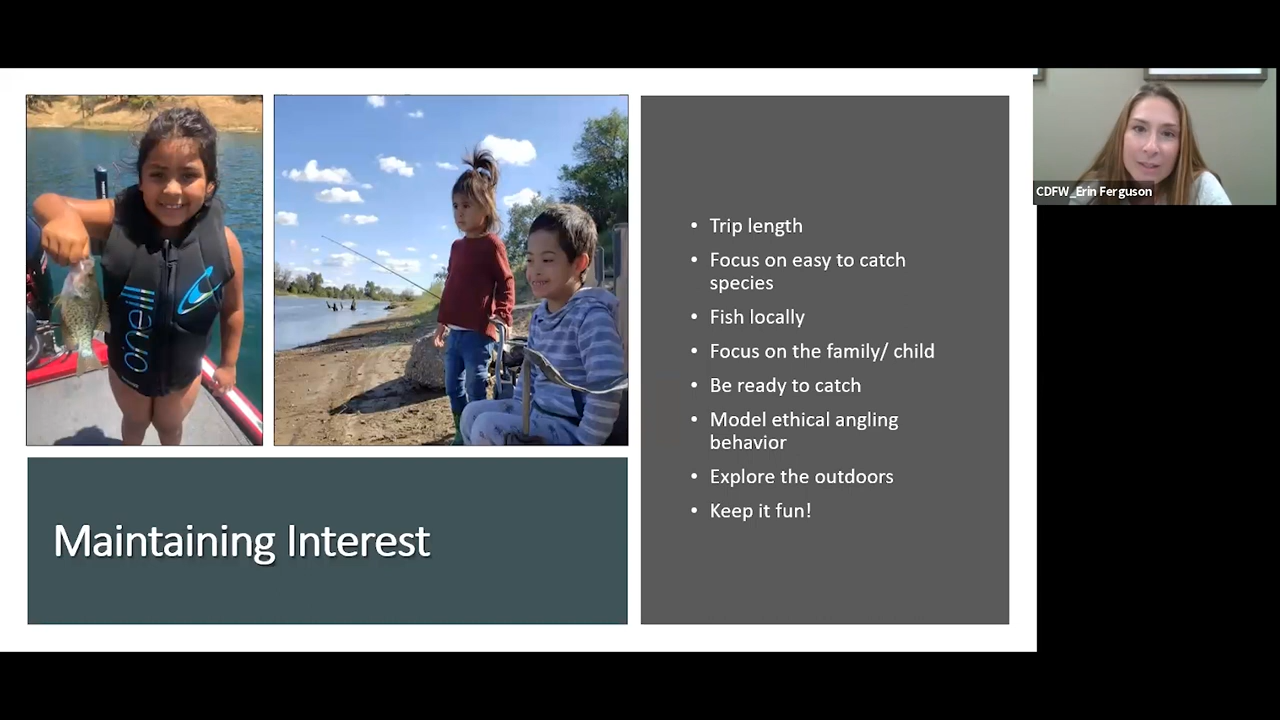 CDFW_Erin Ferguson
o'neill
• Trip length
• Focus on easy to catch
species
• Fish locally
• Focus on the family/ child
• Be ready to catch
• Model ethical angling
behavior
• Explore the outdoors
• Keep it fun!
Maintaining Interest